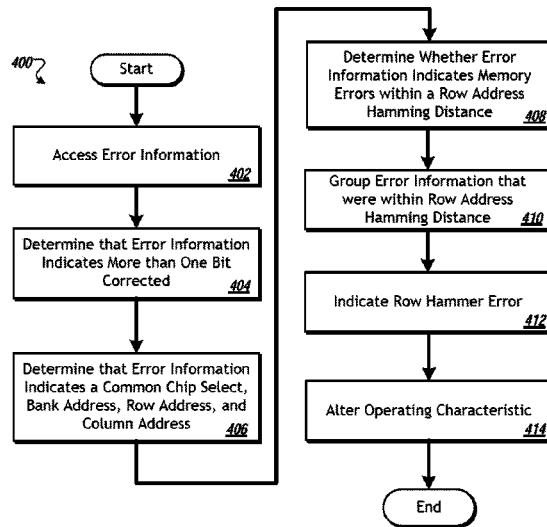 400
Start
Access Error Information
402
Determine that Error Information
Indicates More than One Bit
Corrected
404
Determine that Error Information
Indicates a Common Chip Select,
Bank Address, Row Address, and
Column Address
406
Determine Whether Error
Information Indicates Memory
Errors within a Row Address
Hamming Distance
408
Group Error Information that
were within Row Address
Hamming Distance
410
Indicate Row Hammer Error
412
Alter Operating Characteristic
414
End